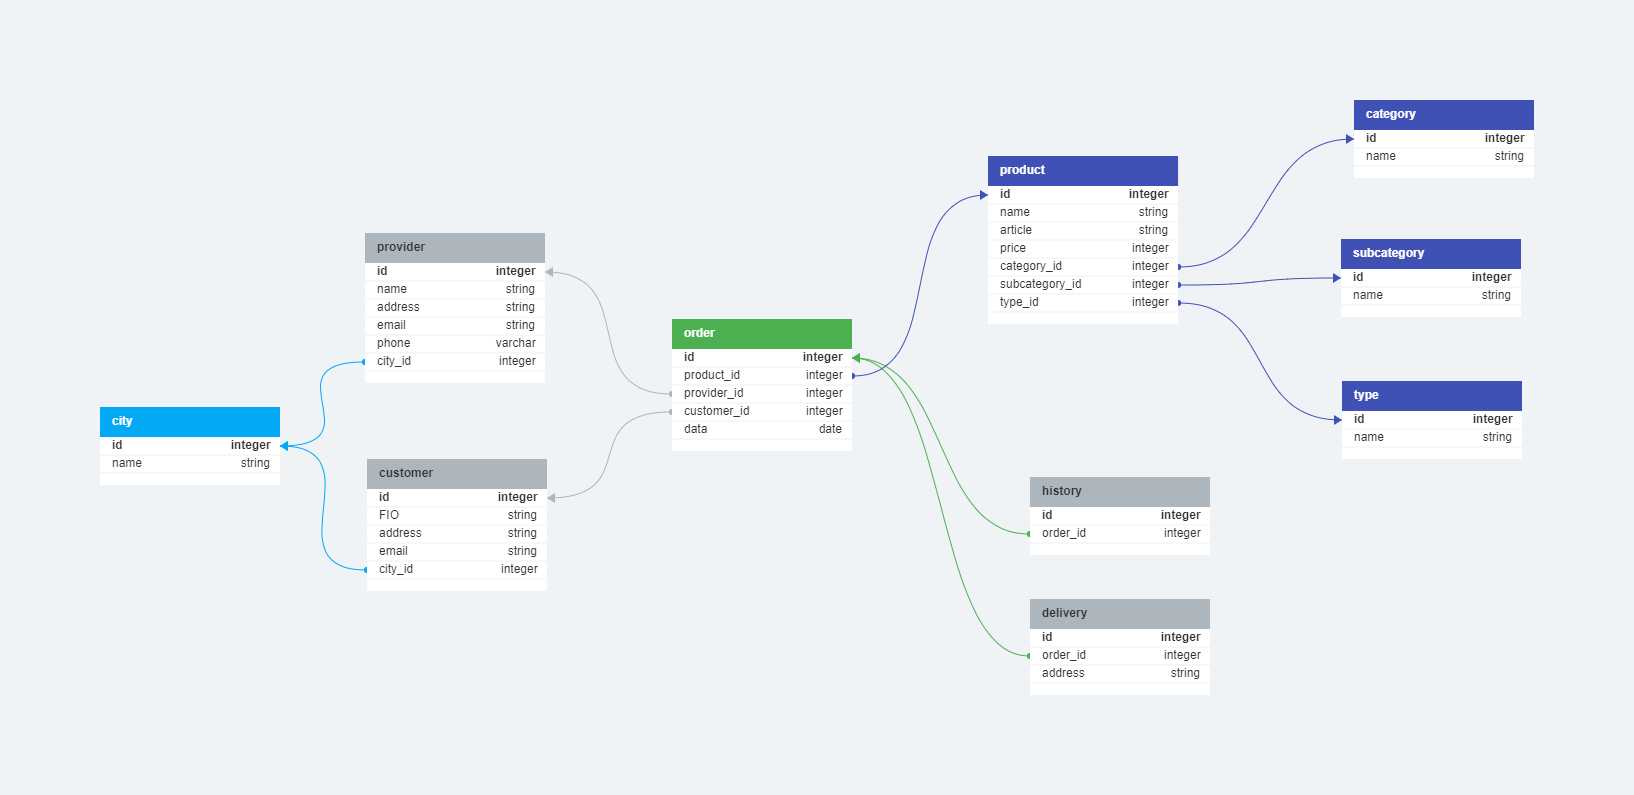 city
id integer
name string
provider
id integer
name string
address string
email string
phone varchar
city_id integer
customer
id integer
FIO string
address string
email string
city_id integer
order
id integer
product_id integer
provider_id integer
customer_id integer
data date
product
id integer
name string
article string
price integer
category_id integer
subcategory_id integer
type_id integer
history
id integer
order_id integer
delivery
id integer
order_id integer
address string
category
id integer
name string
subcategory
id integer
name string
type
id integer
name string